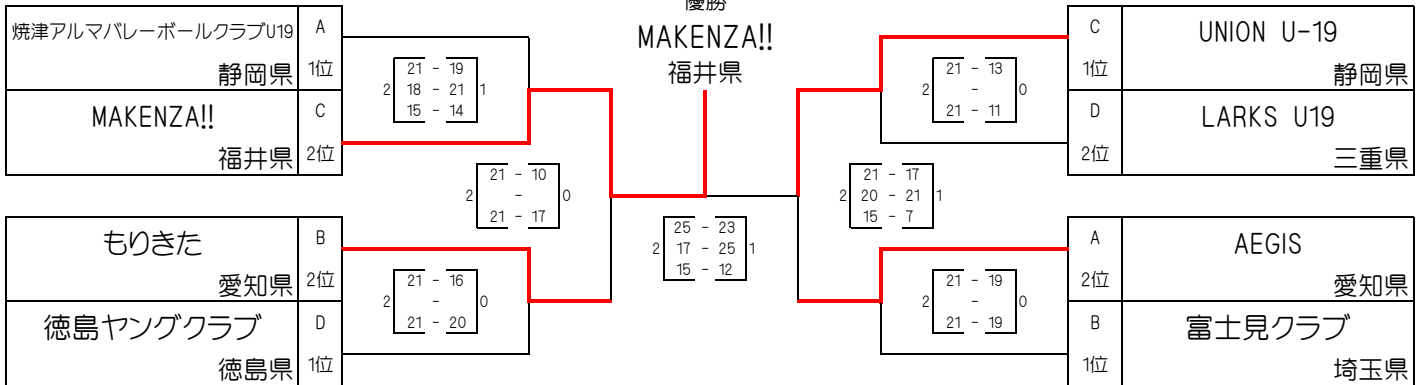 優勝
MAKENZA!!
福井県
焼津アルマバレーボールクラブU19
静岡県
A
1位
MAKENZA!!
福井県
C
2位
21 - 19
2 18 - 21 1
15 - 14
21 - 10
2 - 0
21 - 17
もりきた
愛知県
B
2位
徳島ヤングクラブ
徳島県
D
1位
21 - 16
2 - 0
21 - 20
25 - 23
2 17 - 25 1
15 - 12
C
1位
UNION U-19
静岡県
D
2位
LARKS U19
三重県
21 - 13
2 - 0
21 - 11
21 - 17
2 20 - 21 1
15 - 7
A
2位
AEGIS
愛知県
B
1位
富士見クラブ
埼玉県
21 - 19
2 - 0
21 - 19